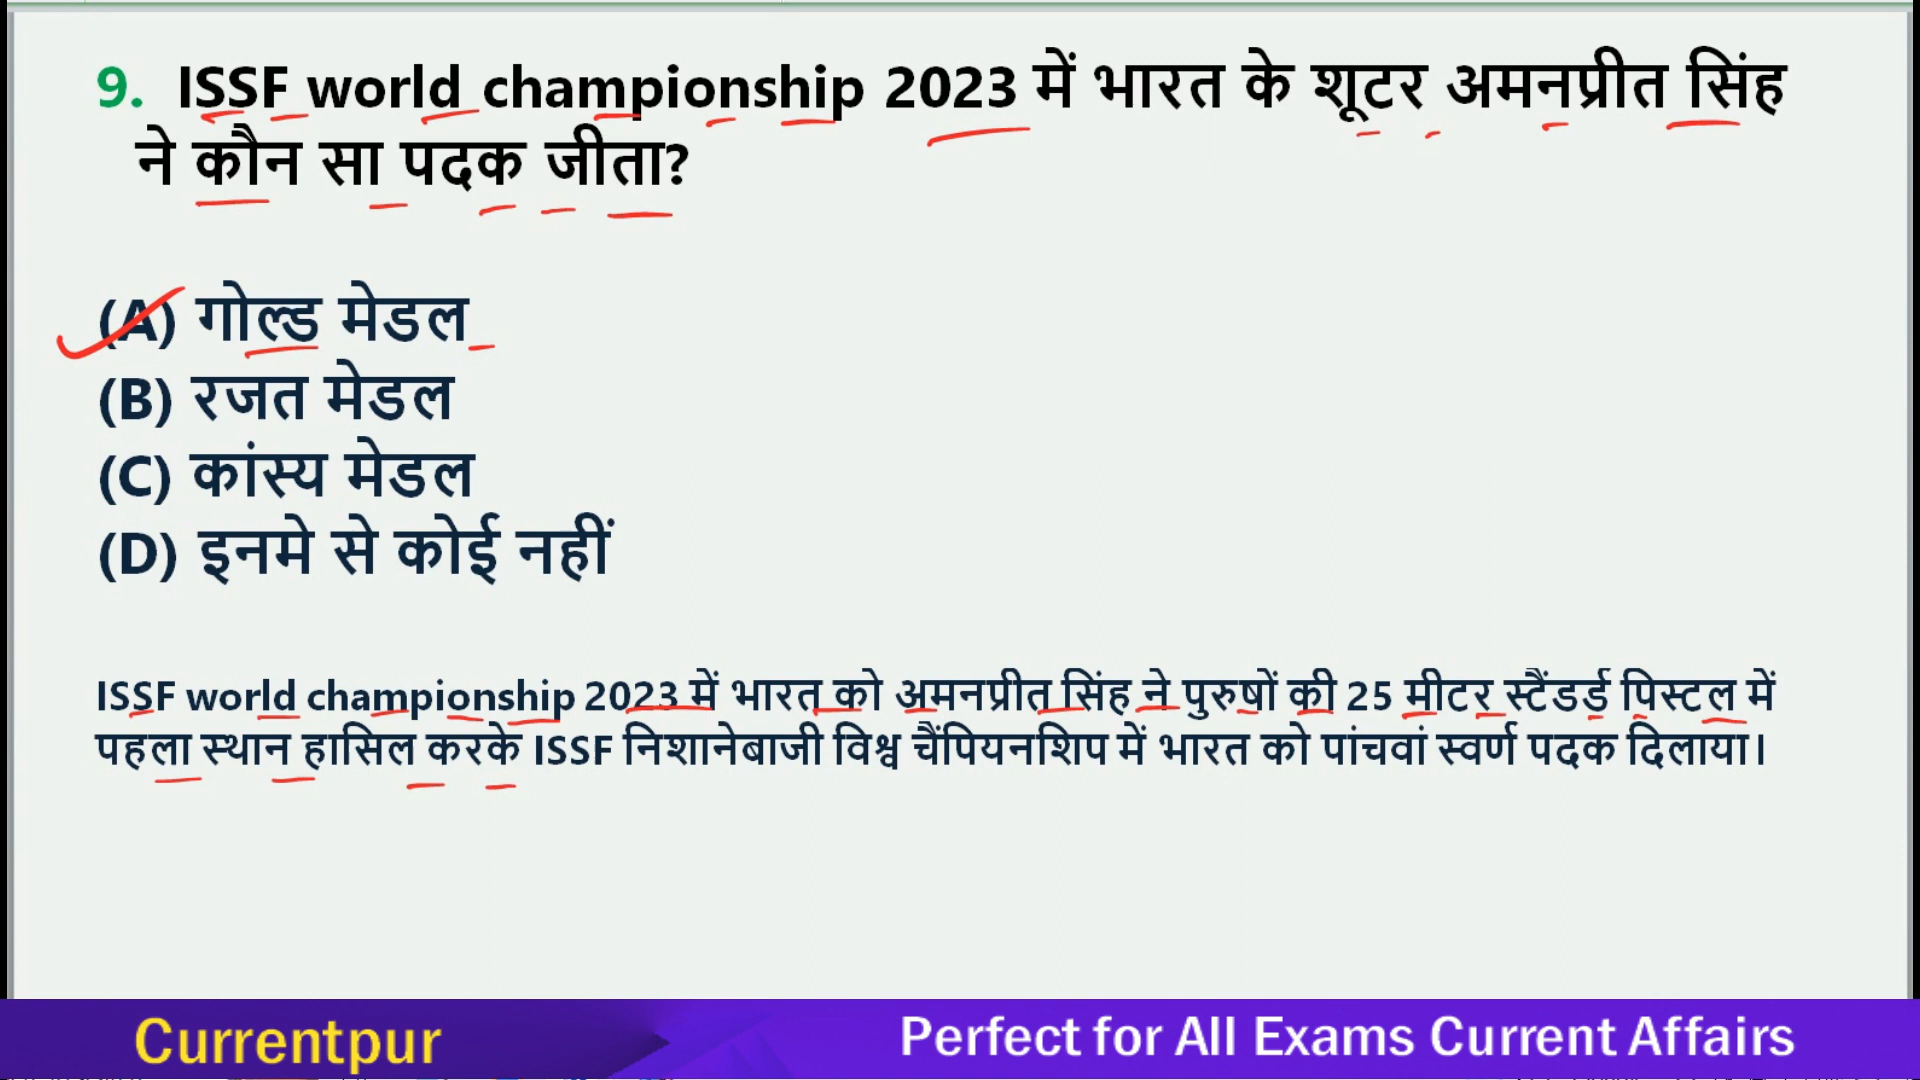 9. ISSF world championship 2023 में भारत के शूटर अमनप्रीत सिंह
ने कौन सा पदक जीता?
(A) गोल्ड मेडल
(B) रजत मेडल
(C) कांस्य मेडल
(D) इनमे से कोई नहीं
ISSF world championship 2023 में भारत को अमनप्रीत सिंह ने पुरुषों की 25 मीटर स्टैंडर्ड पिस्टल में
पहला स्थान हासिल करके ISSF निशानेबाजी विश्व चैंपियनशिप में भारत को पांचवां स्वर्ण पदक दिलाया।
Currentpur
Perfect for All Exams Current Affairs